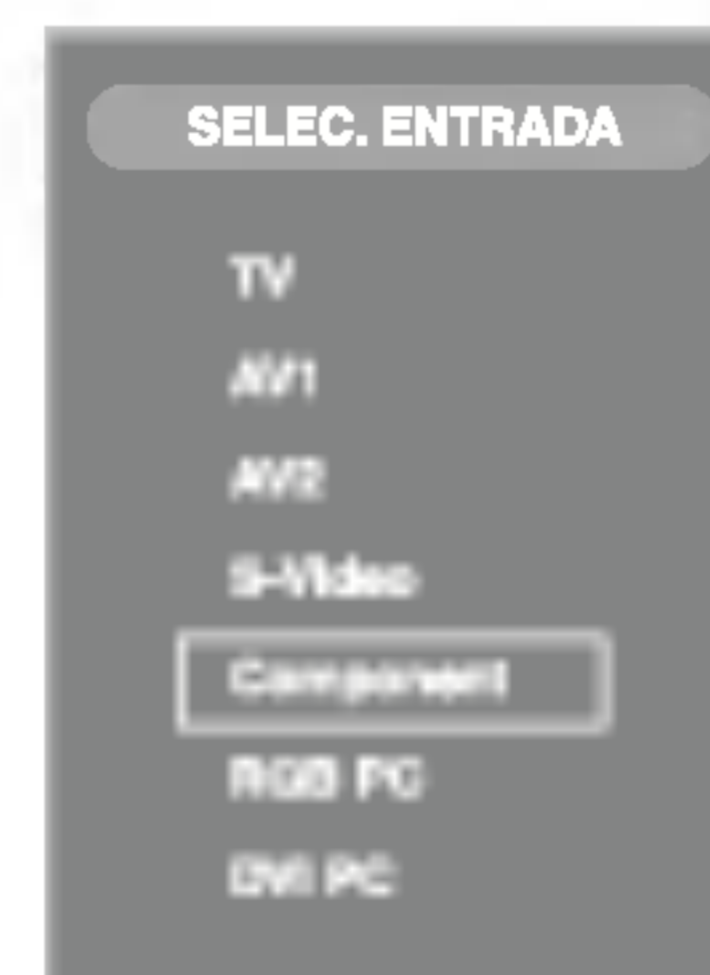 SELEC. ENTRADA
TV
AV1
AV2
S-Video
Component
RGB PC
DVI PC